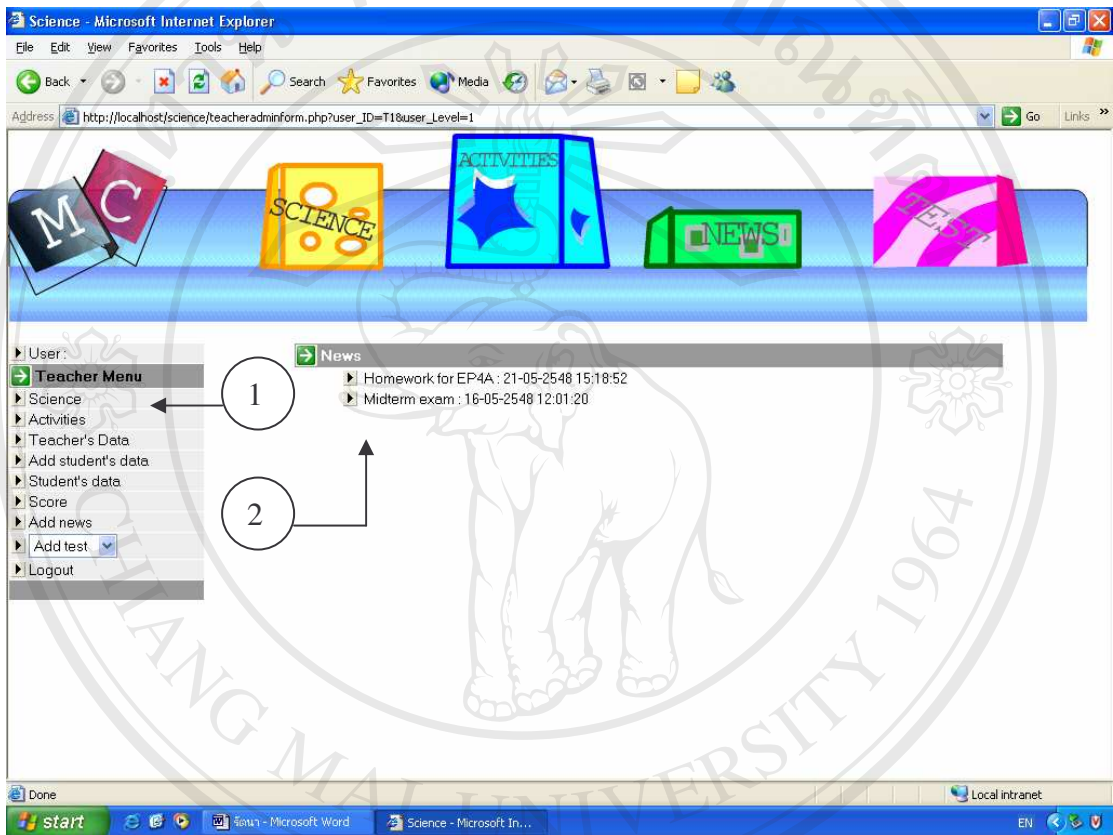 Science - Microsoft Internet Explorer
File Edit View Favorites Tools Help
Back Search Favorites Media
Address http://localhost/science/teacheradminform.php?user_ID=T1&user_Level=1 Go Links »
MC
SCIENCE
ACTIVITIES
NEWS
TEST
User :
Teacher Menu
Science
Activities
Teacher's Data
Add student's data
Student's data
Score
Add news
Add test
Logout
1
2
News
Homework for EP4A : 21-05-2548 15:18:52
Midterm exam : 16-05-2548 12:01:20
CHIANG MAI UNIVERSITY 1964
Done Local intranet
start - Microsoft Word Science - Microsoft In... EN